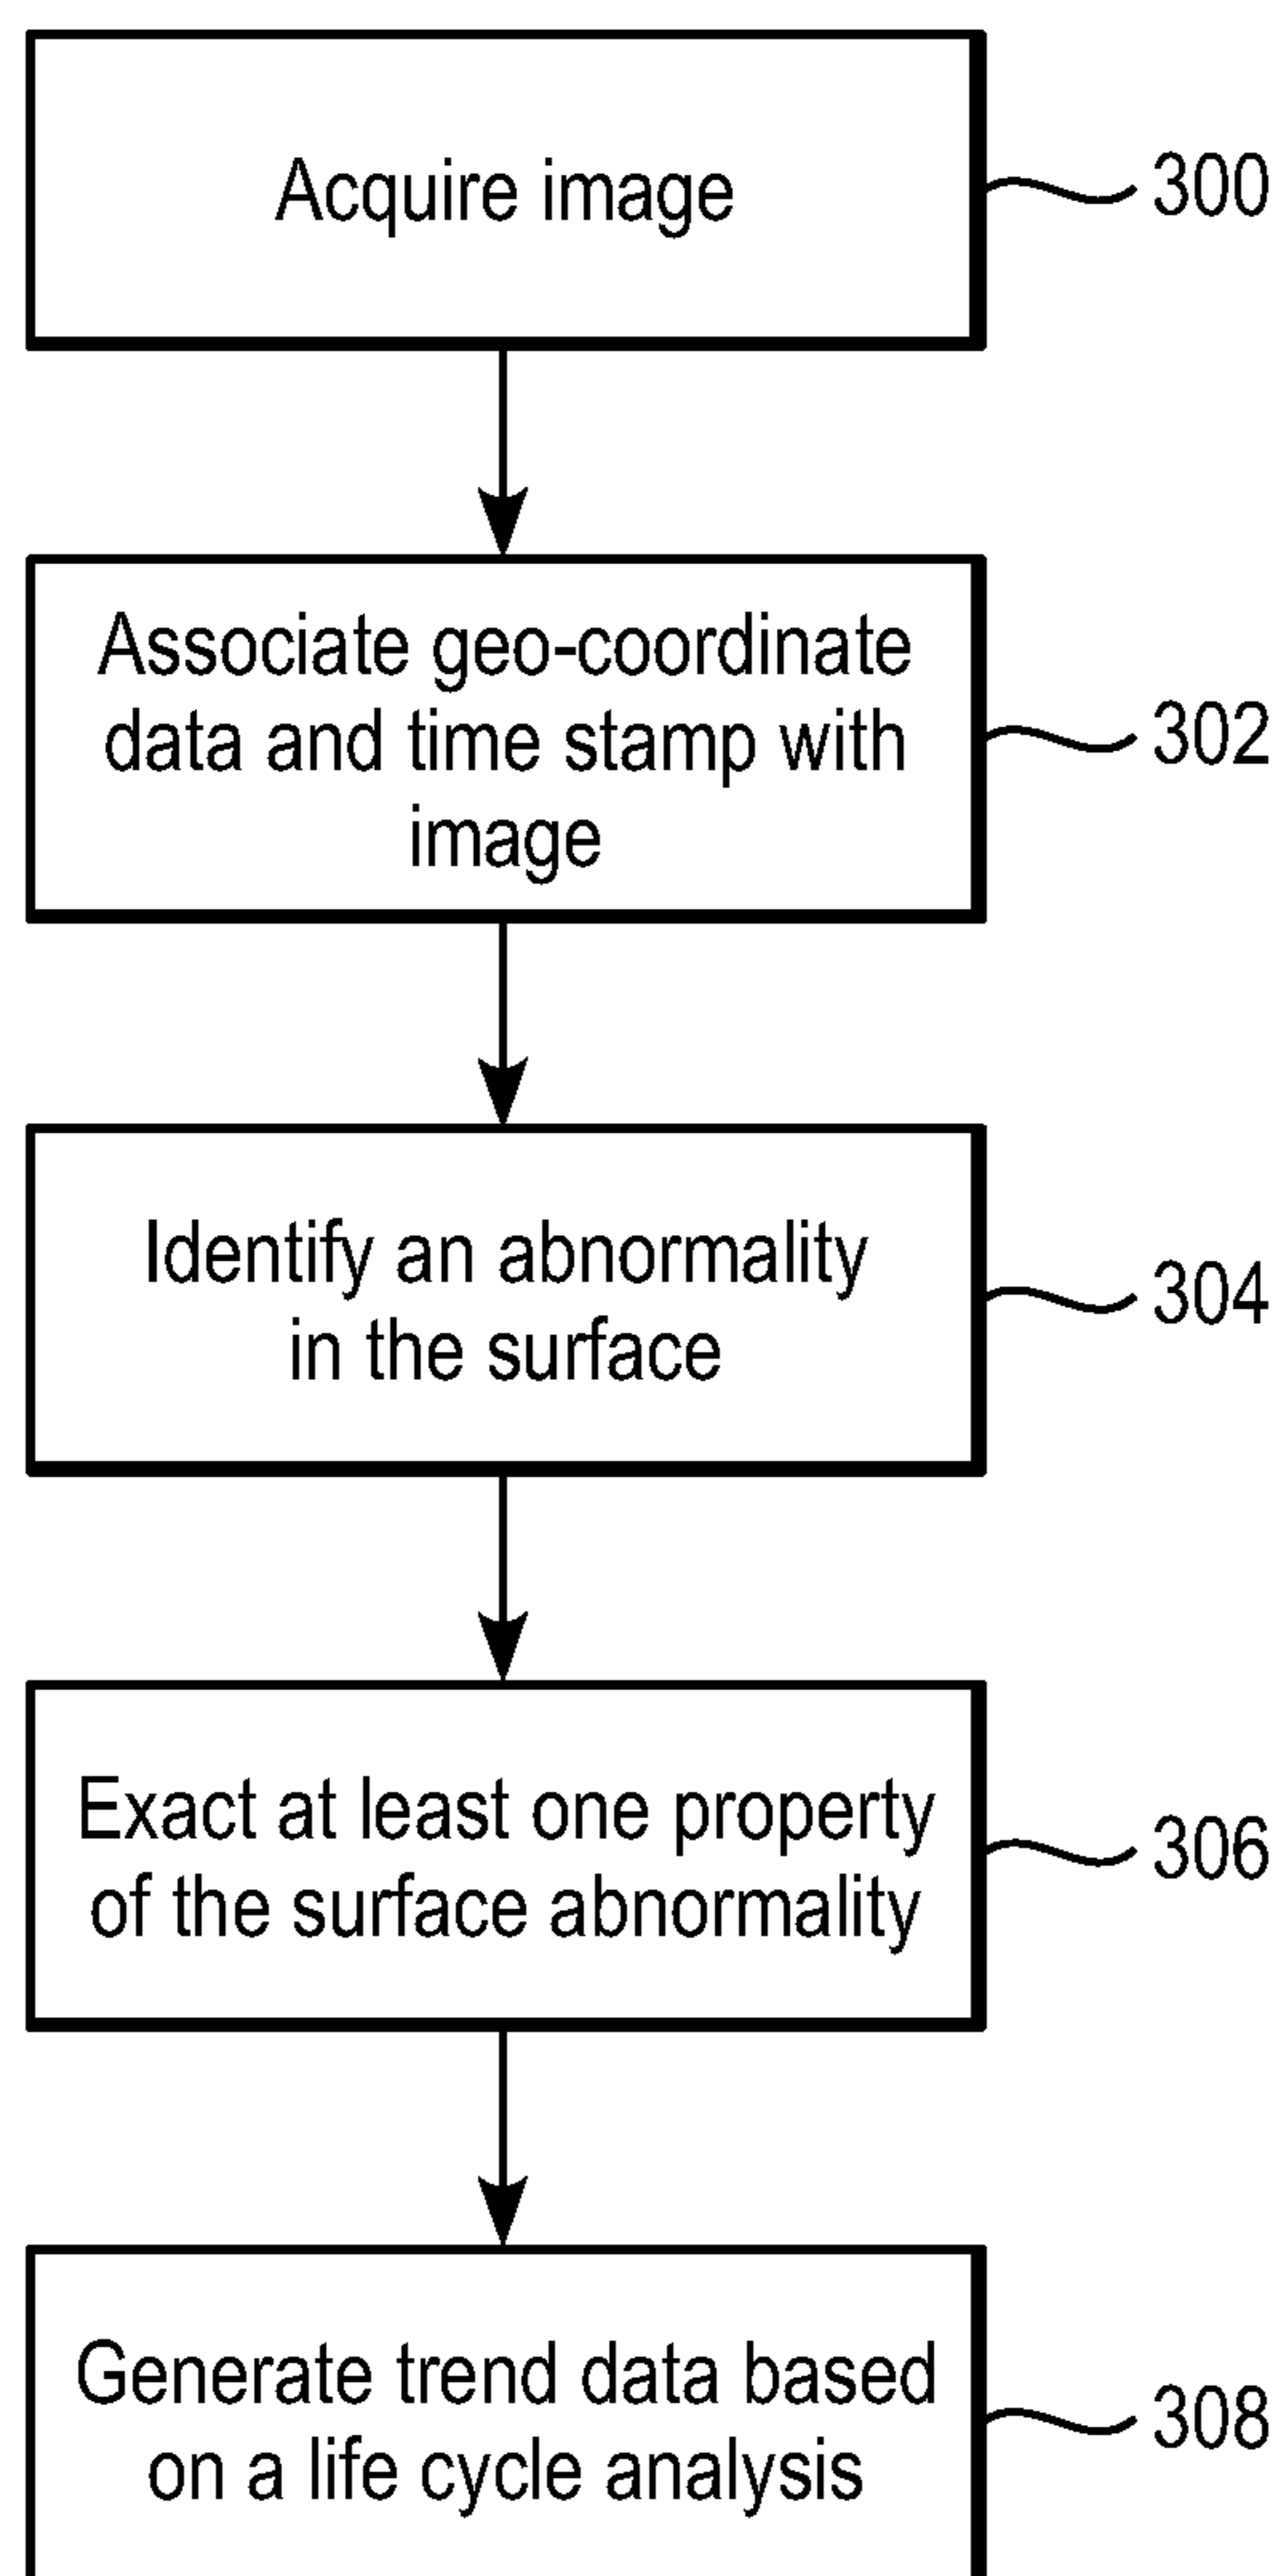 Acquire image
300
Associate geo-coordinate
data and time stamp with
image
302
Identify an abnormality
in the surface
304
Exact at least one property
of the surface abnormality
306
Generate trend data based
on a life cycle analysis
308